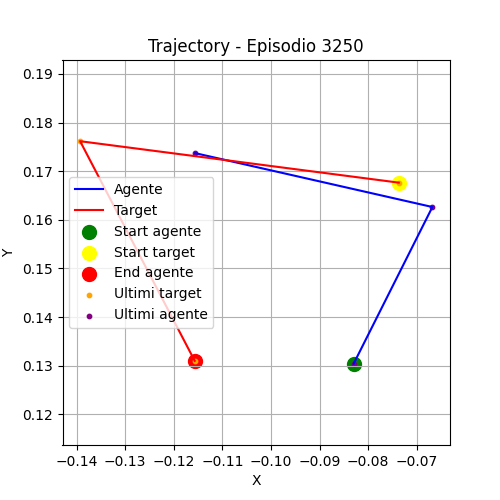 Trajectory - Episodio 3250
0.19
0.18
0.17
0.16
0.15
0.14
0.13
0.12
Y
Agente
Target
Start agente
Start target
End agente
Ultimi target
Ultimi agente
−0.14 −0.13 −0.12 −0.11 −0.10 −0.09 −0.08 −0.07
X